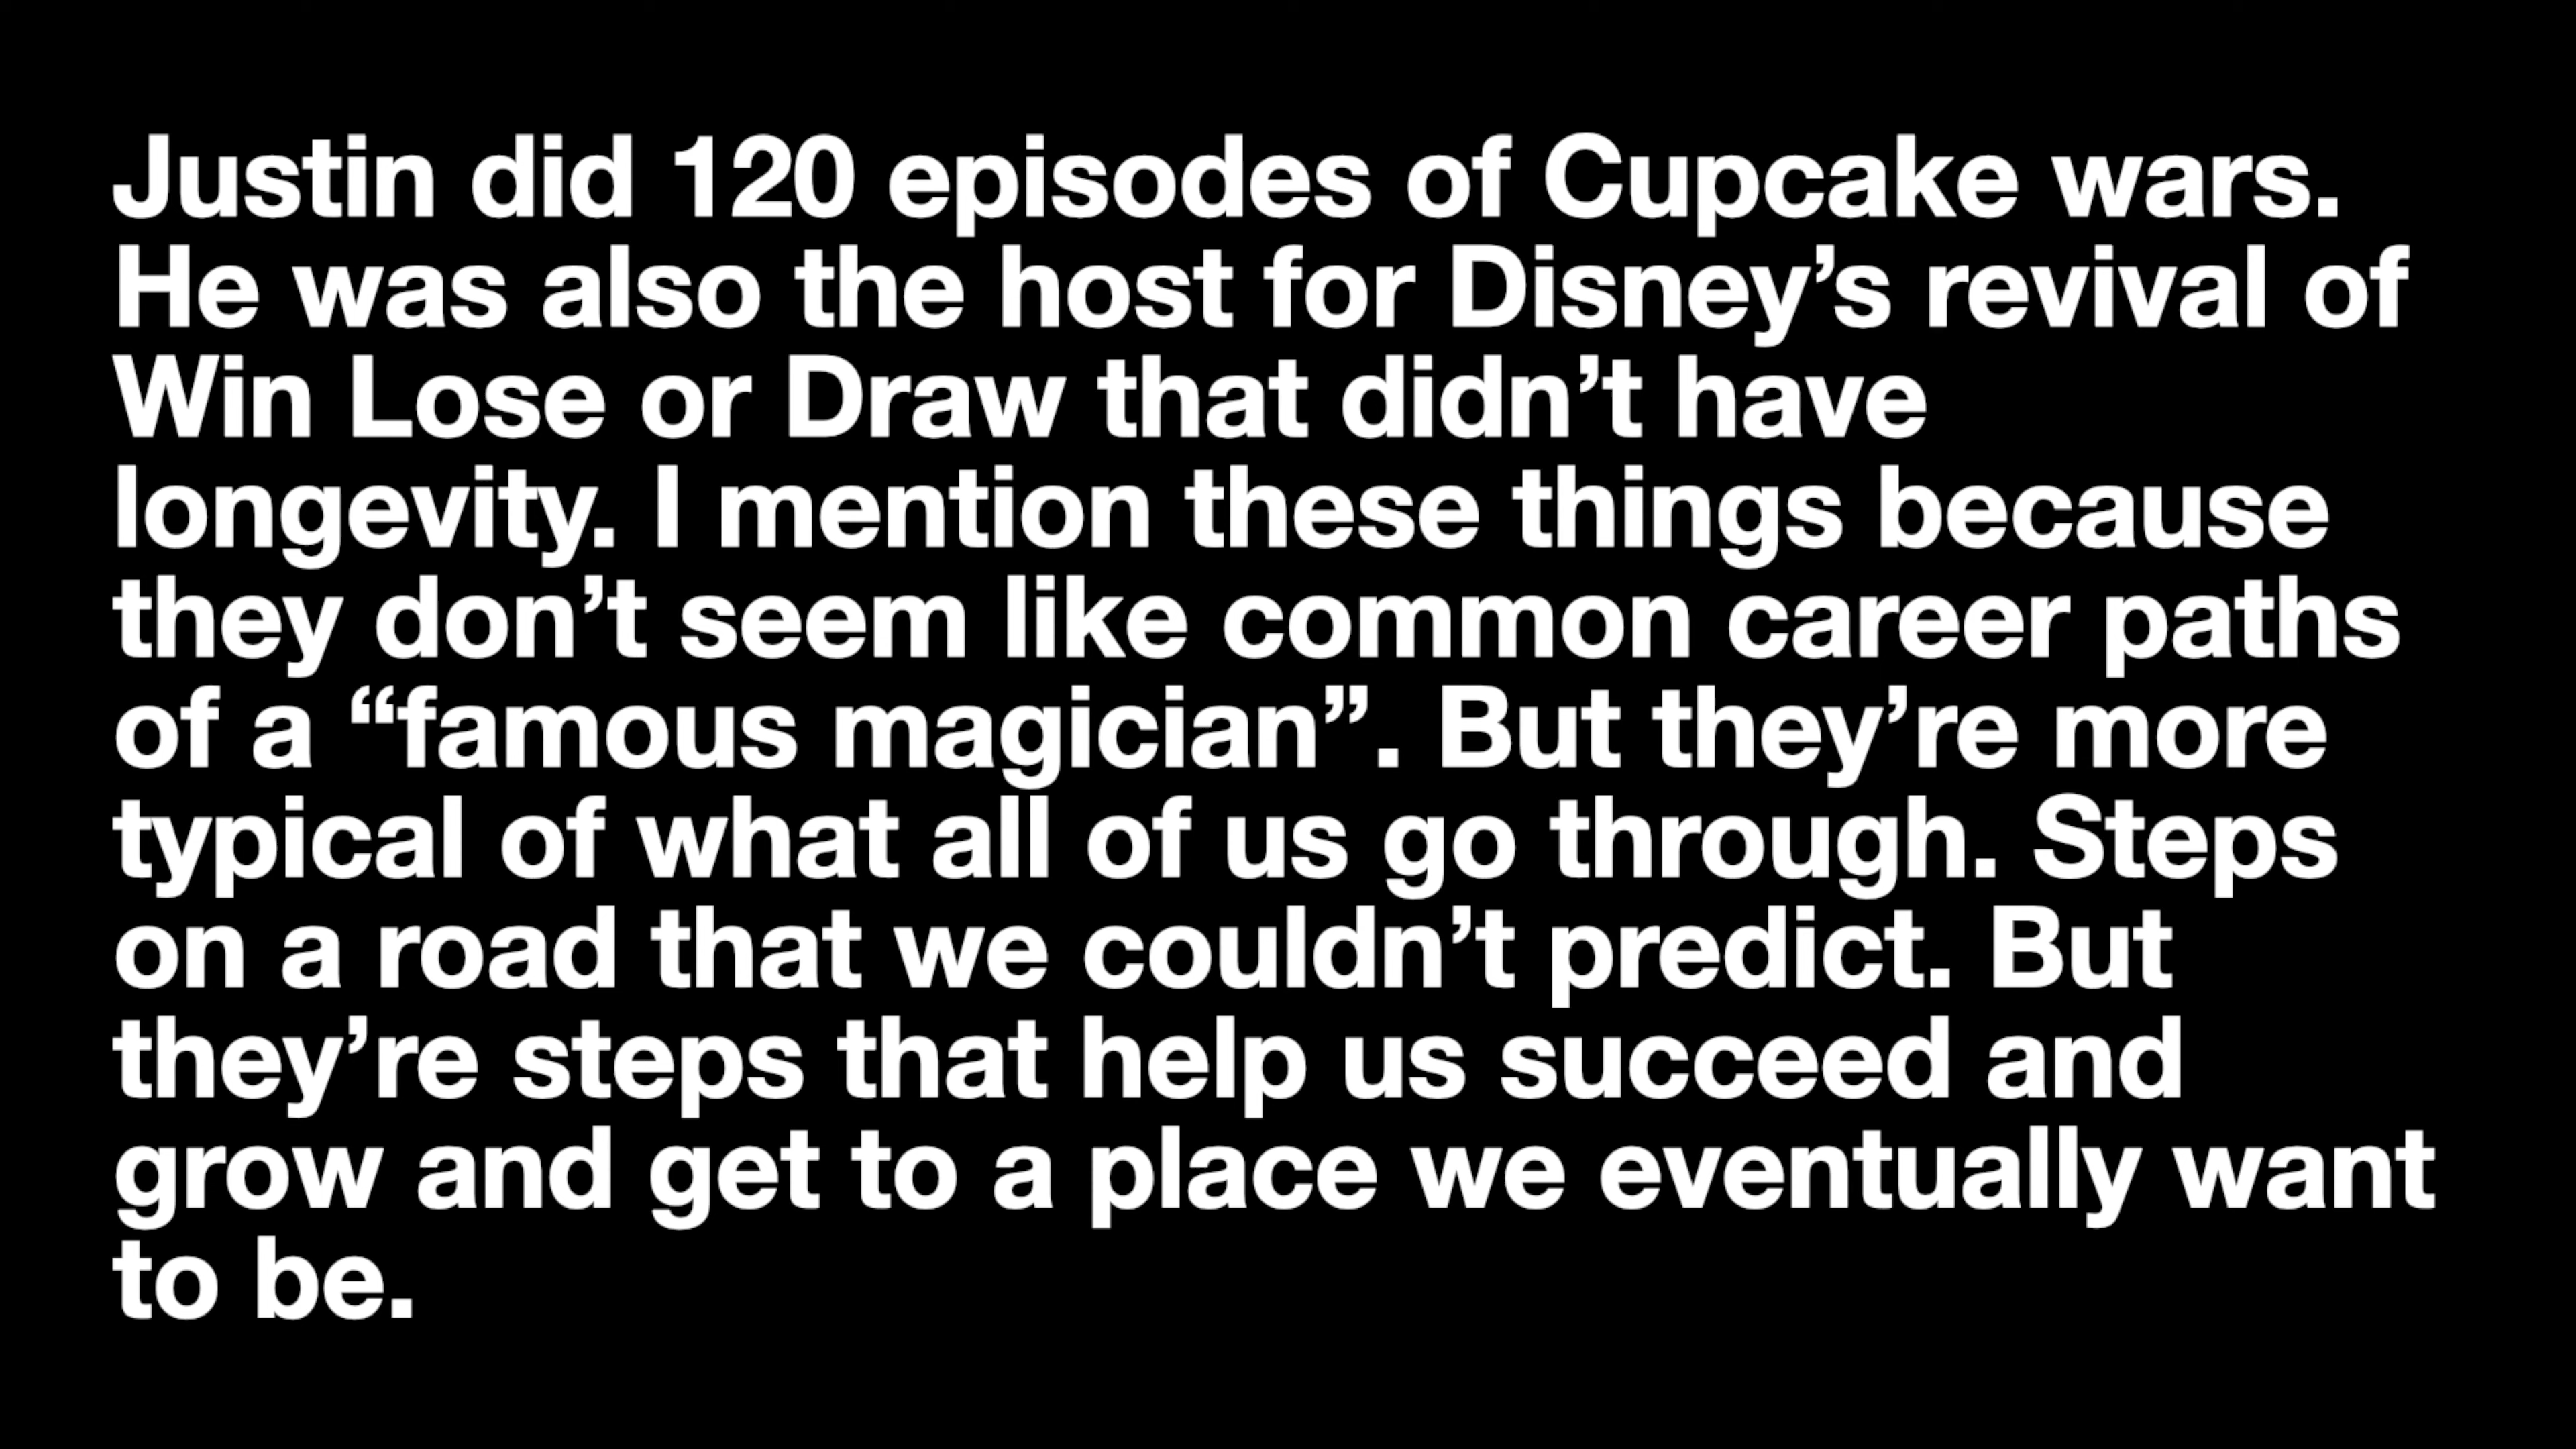 Justin did 120 episodes of Cupcake wars.
He was also the host for Disney’s revival of
Win Lose or Draw that didn’t have
longevity. I mention these things because
they don’t seem like common career paths
of a “famous magician”. But they’re more
typical of what all of us go through. Steps
on a road that we couldn’t predict. But
they’re steps that help us succeed and
grow and get to a place we eventually want
to be.